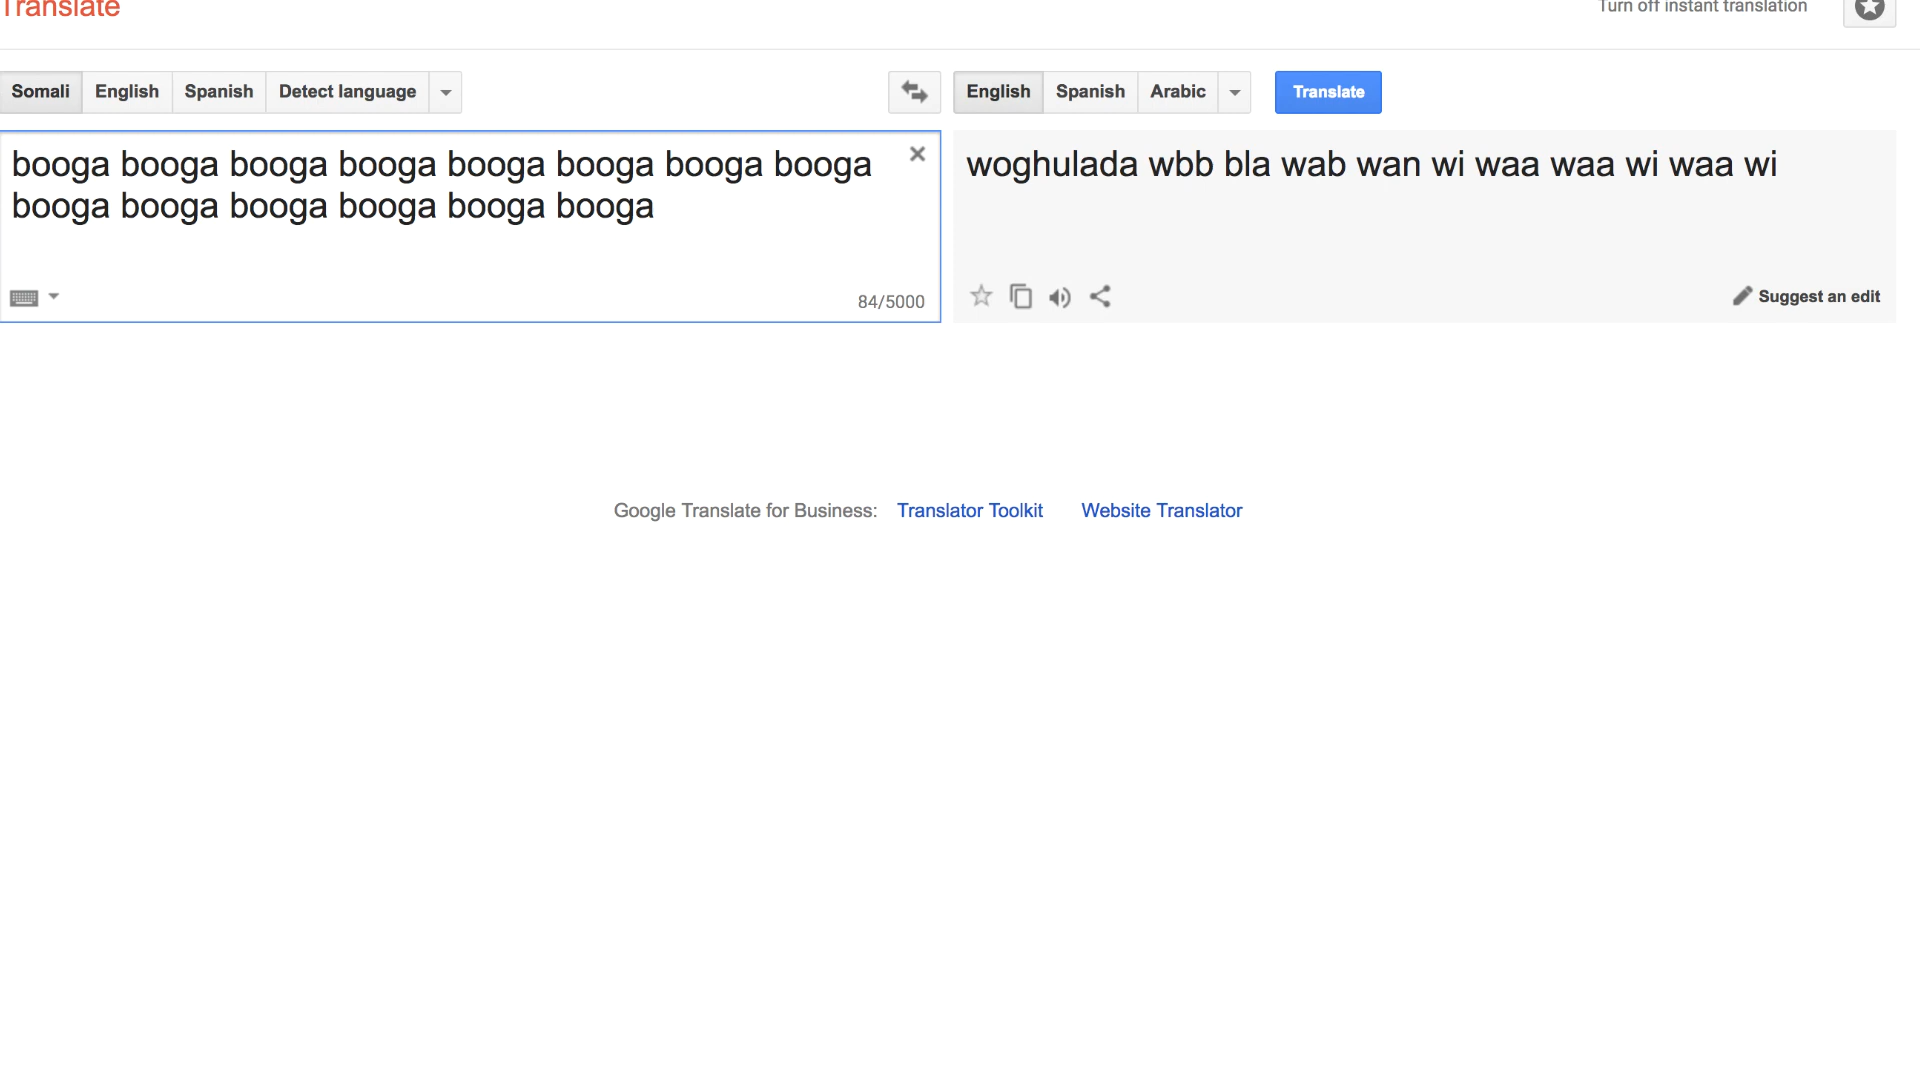 Translate
Turn off instant translation
Somali English Spanish Detect language
English Spanish Arabic Translate
booga booga booga booga booga booga booga booga
booga booga booga booga booga booga
84/5000
woghulada wbb bla wab wan wi waa waa wi waa wi
Suggest an edit
Google Translate for Business: Translator Toolkit Website Translator